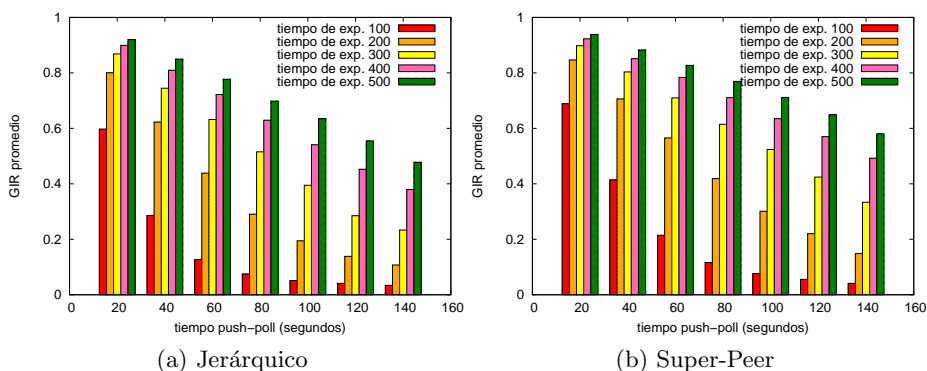 1
0.8
0.6
0.4
0.2
0
GIR promedio
tiempo de exp. 100
tiempo de exp. 200
tiempo de exp. 300
tiempo de exp. 400
tiempo de exp. 500
0 20 40 60 80 100 120 140 160
tiempo push-poll (segundos)
(a) Jerárquico
1
0.8
0.6
0.4
0.2
0
GIR promedio
tiempo de exp. 100
tiempo de exp. 200
tiempo de exp. 300
tiempo de exp. 400
tiempo de exp. 500
0 20 40 60 80 100 120 140 160
tiempo push-poll (segundos)
(b) Super-Peer